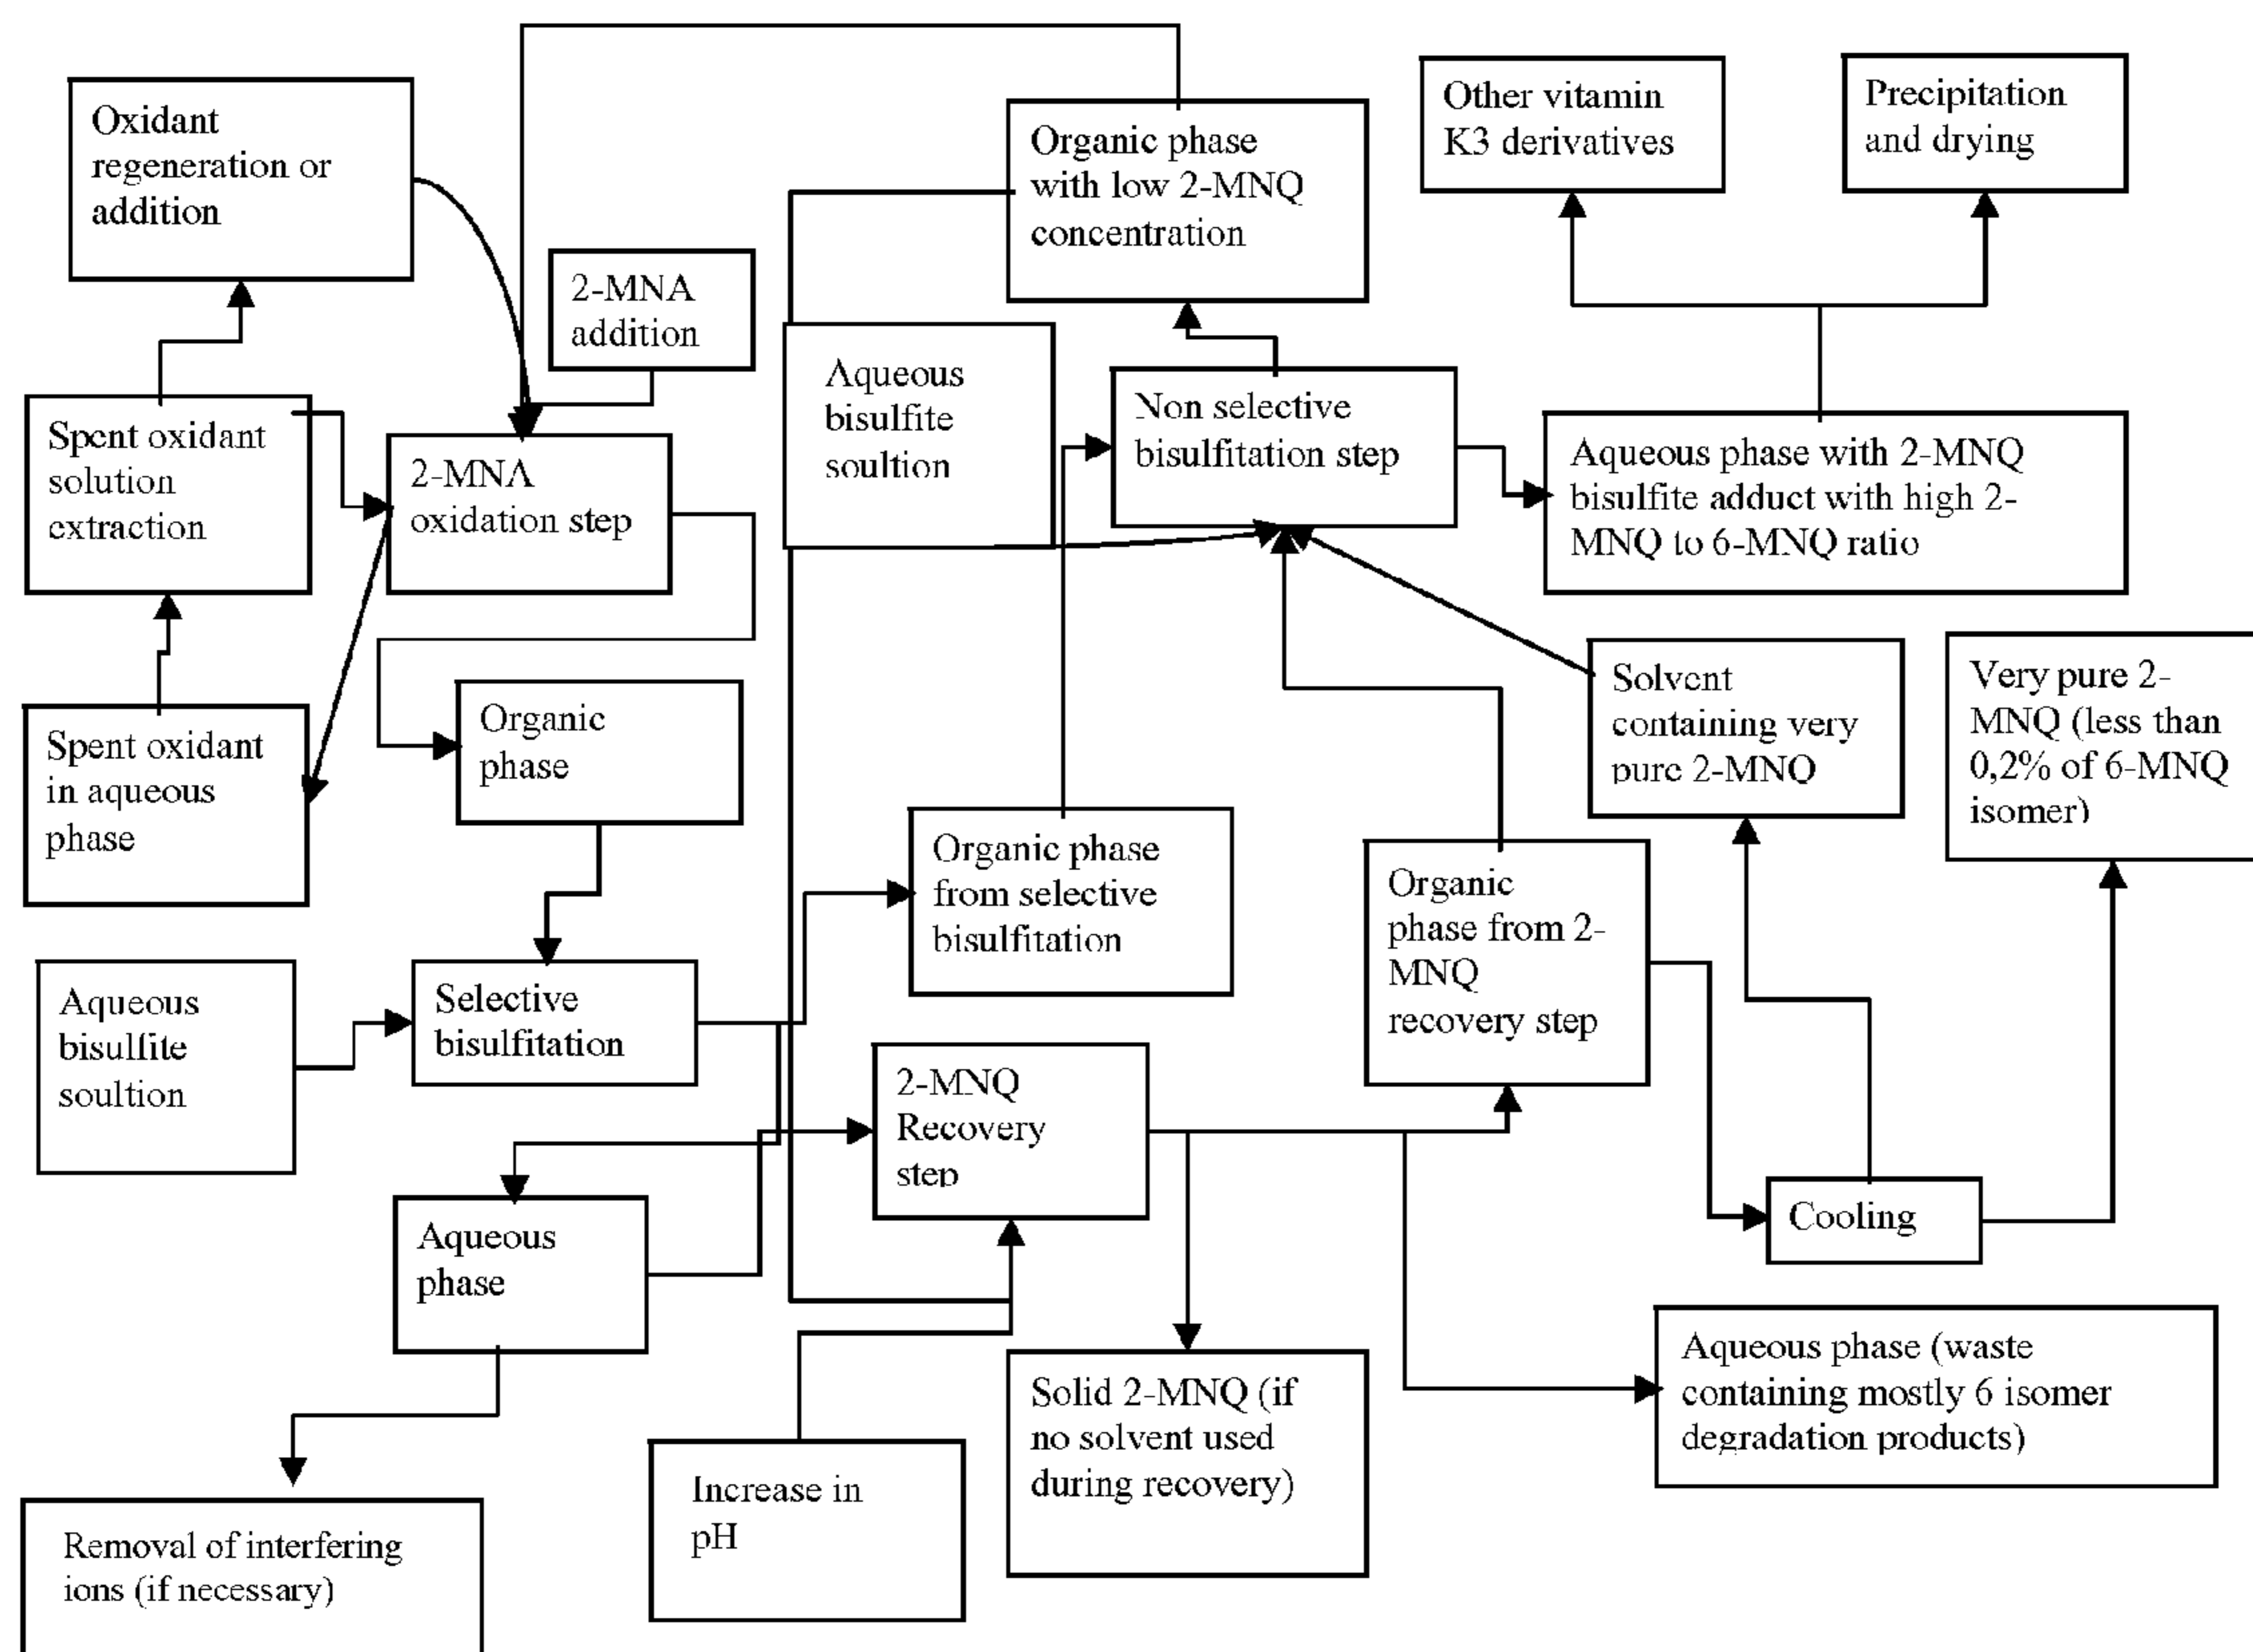 Oxidant
regeneration or
addition
2-MNA
addition
Organic phase
with low 2-MNQ
concentration
Other vitamin
K3 derivatives
Precipitation
and drying
Spent oxidant
solution
extraction
2-MNA
oxidation step
Aqueous
bisulfite
soultion
Non selective
bisulfitation step
Aqueous phase with 2-MNQ
bisulfite adduct with high 2-
MNQ to 6-MNQ ratio
Spent oxidant
in aqueous
phase
Organic
phase
Organic phase
from selective
bisulfitation
Organic
phase from 2-
MNQ
recovery step
Solvent
containing very
pure 2-MNQ
Very pure 2-
MNQ (less than
0,2% of 6-MNQ
isomer)
Aqueous
bisulfite
soultion
Selective
bisulfitation
2-MNQ
Recovery
step
Cooling
Aqueous
phase
Removal of interfering
ions (if necessary)
Increase in
pH
Solid 2-MNQ (if
no solvent used
during recovery)
Aqueous phase (waste
containing mostly 6 isomer
degradation products)